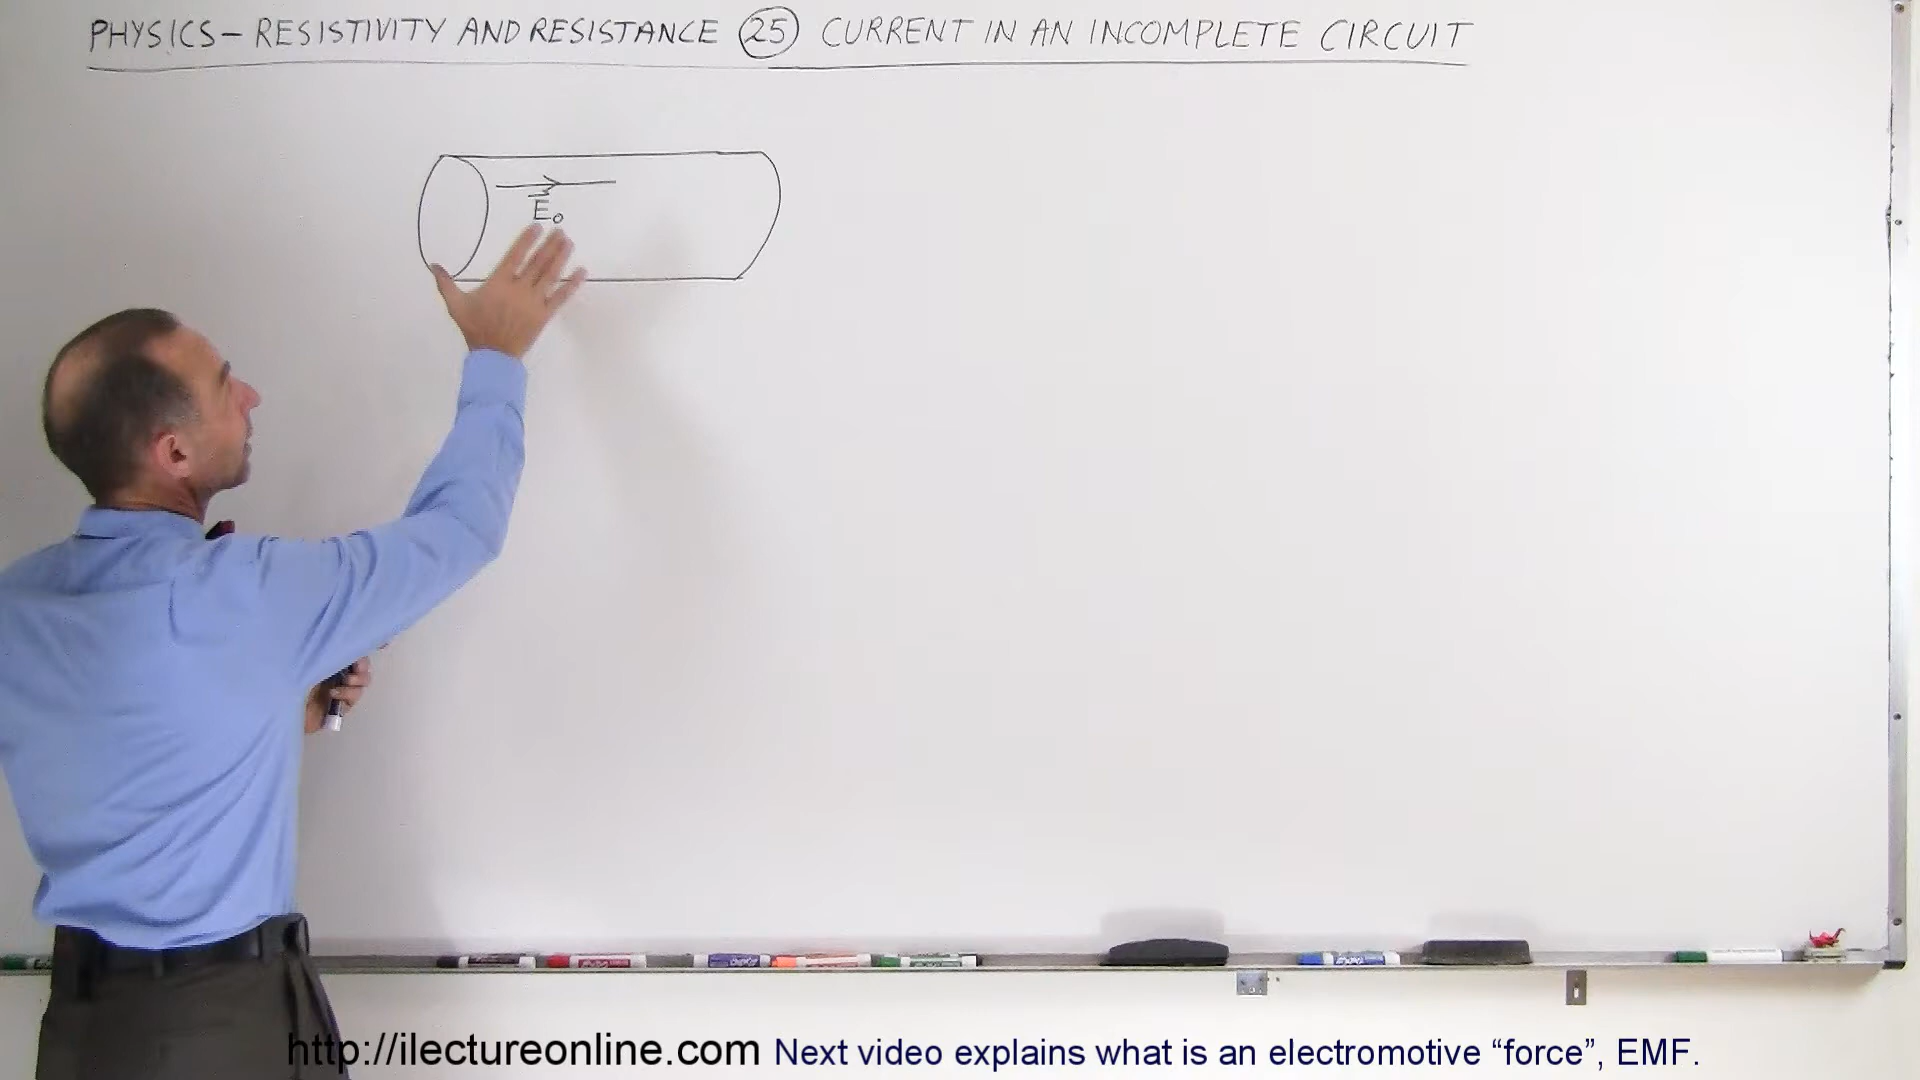 PHYSICS – RESISTIVITY AND RESISTANCE 25 CURRENT IN AN INCOMPLETE CIRCUIT
E₀
http://ilectureonline.com Next video explains what is an electromotive “force”, EMF.